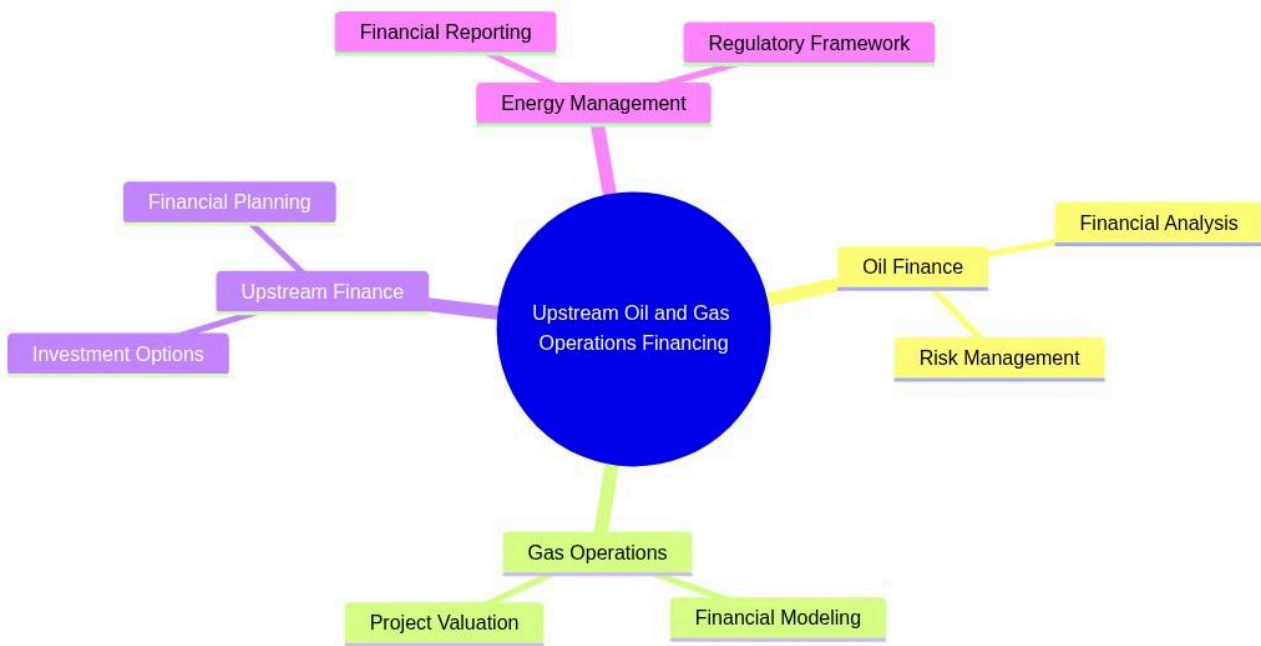 Financial Reporting
Regulatory Framework
Energy Management
Financial Planning
Financial Analysis
Oil Finance
Upstream Finance
Upstream Oil and Gas
Operations Financing
Investment Options
Risk Management
Gas Operations
Project Valuation
Financial Modeling